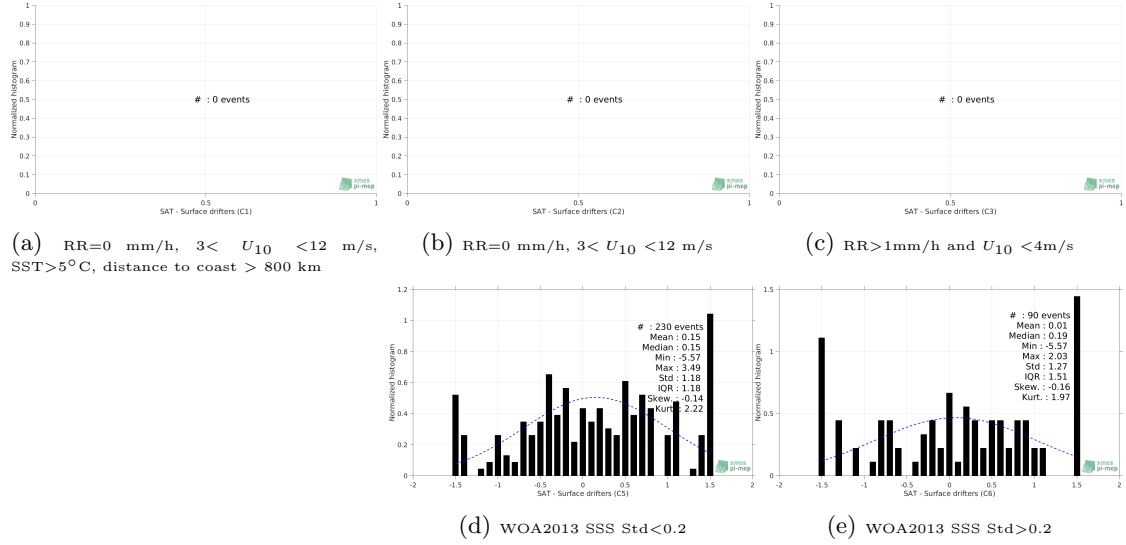 1
0.9
0.8
0.7
0.6
0.5
0.4
0.3
0.2
0.1
0
Normalized histogram
# : 0 events
smos
pi-mep
0 0.5 1
SAT - Surface drifters (C1)
1
0.9
0.8
0.7
0.6
0.5
0.4
0.3
0.2
0.1
0
Normalized histogram
# : 0 events
smos
pi-mep
0 0.5 1
SAT - Surface drifters (C2)
1
0.9
0.8
0.7
0.6
0.5
0.4
0.3
0.2
0.1
0
Normalized histogram
# : 0 events
smos
pi-mep
0 0.5 1
SAT - Surface drifters (C3)
(a) RR=0 mm/h, 3< U10 <12 m/s,
SST>5°C, distance to coast > 800 km
(b) RR=0 mm/h, 3< U10 <12 m/s
(c) RR>1mm/h and U10 <4m/s
1.2
1
0.8
0.6
0.4
0.2
0
Normalized histogram
# : 230 events
Mean : 0.15
Median : 0.15
Min : -5.57
Max : 3.49
Std : 1.18
IQR : 1.18
Skew. : -0.14
Kurt. : 2.22
smos
pi-mep
-2 -1.5 -1 -0.5 0 0.5 1 1.5 2
SAT - Surface drifters (C5)
1.5
1
0.5
0
Normalized histogram
# : 90 events
Mean : 0.01
Median : 0.19
Min : -5.57
Max : 2.03
Std : 1.27
IQR : 1.51
Skew. : -0.16
Kurt. : 1.97
smos
pi-mep
-2 -1.5 -1 -0.5 0 0.5 1 1.5 2
SAT - Surface drifters (C6)
(d) WOA2013 SSS Std<0.2
(e) WOA2013 SSS Std>0.2